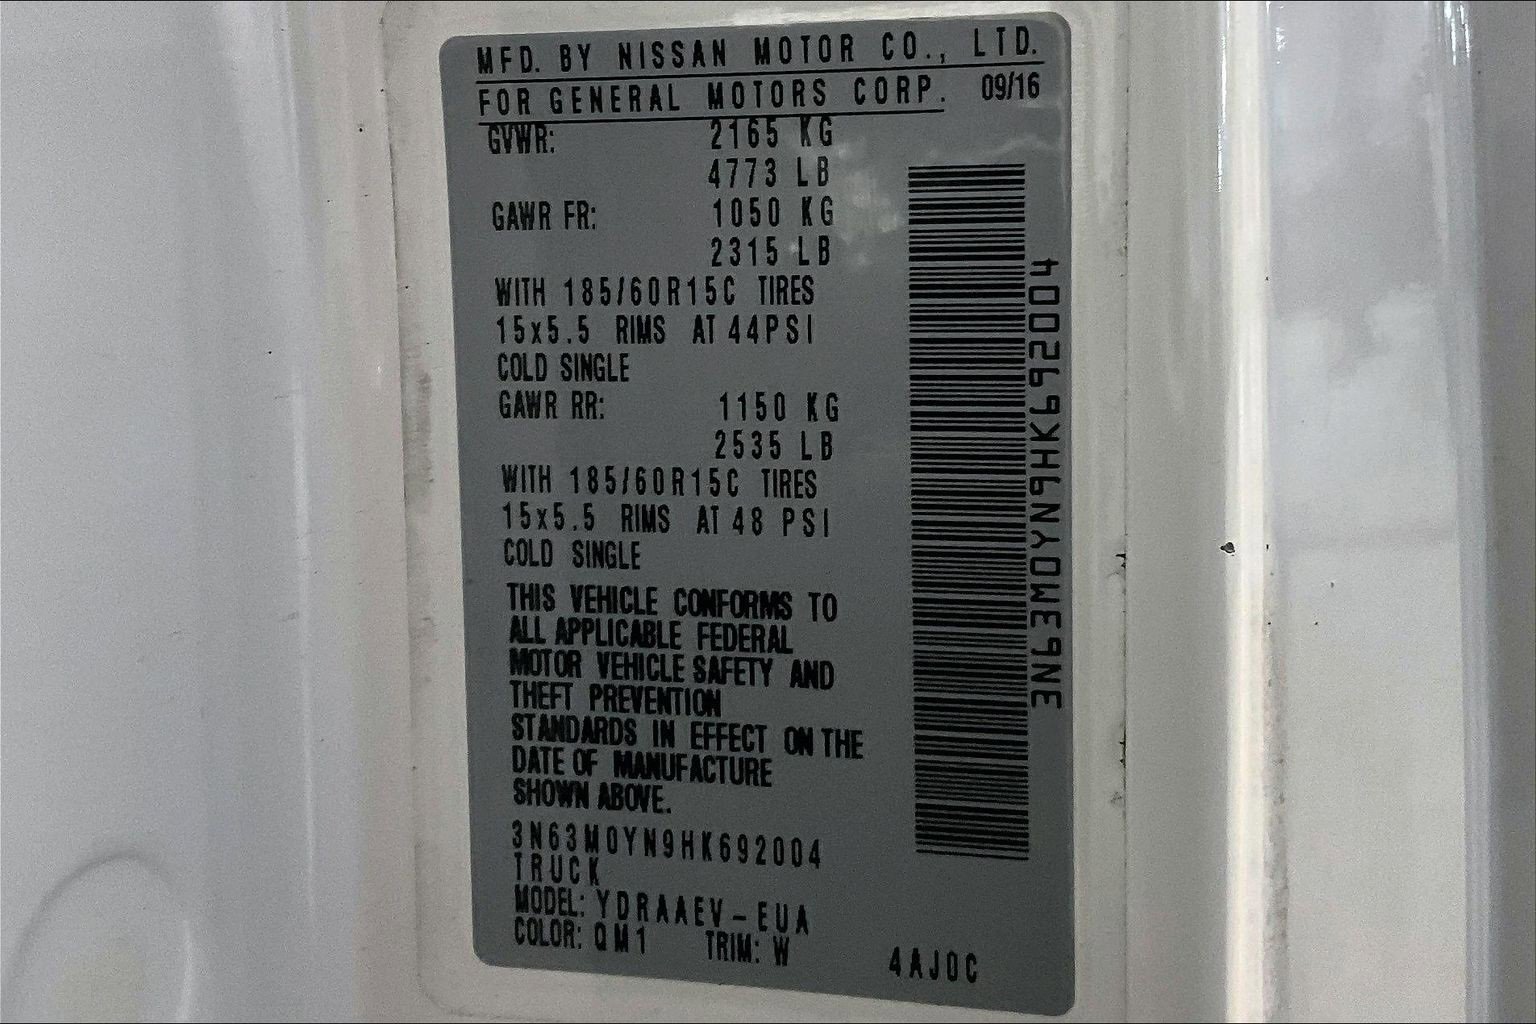 MFD. BY NISSAN MOTOR CO., LTD.
FOR GENERAL MOTORS CORP. 09/16
GVWR: 2165 KG
4773 LB
GAWR FR: 1050 KG
2315 LB
WITH 185/60R15C TIRES
15x5.5 RIMS AT 44PSI
COLD SINGLE
GAWR RR: 1150 KG
2535 LB
WITH 185/60R15C TIRES
15x5.5 RIMS AT 48 PSI
COLD SINGLE
THIS VEHICLE CONFORMS TO
ALL APPLICABLE FEDERAL
MOTOR VEHICLE SAFETY AND
THEFT PREVENTION
STANDARDS IN EFFECT ON THE
DATE OF MANUFACTURE
SHOWN ABOVE.
3N63M0YN9HK692004
TRUCK
MODEL: YDRAAEV-EUA
COLOR: QM1 TRIM: W 4AJ0C
3N63M0YN9HK692004